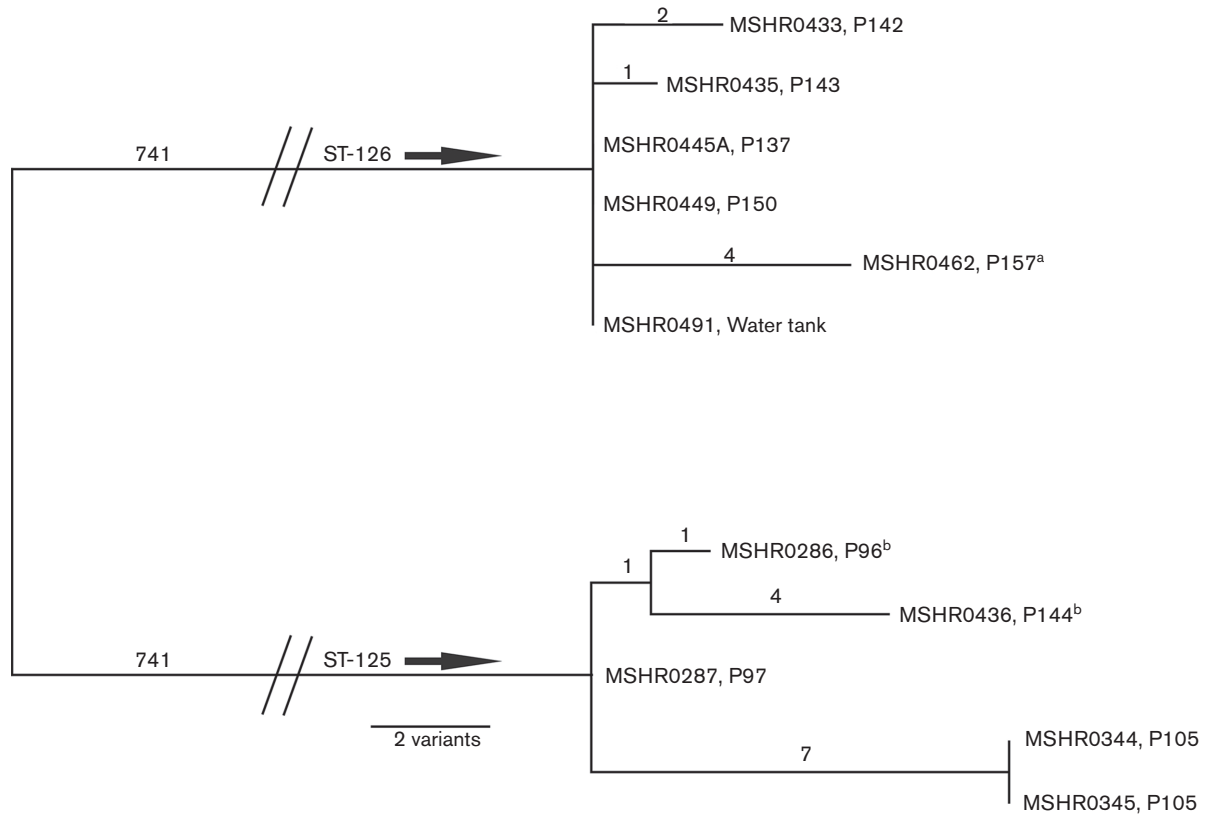 2
MSHR0433, P142
1
MSHR0435, P143
741
ST-126
MSHR0445A, P137
MSHR0449, P150
4
MSHR0462, P157ᵃ
MSHR0491, Water tank
1
MSHR0286, P96ᵇ
1
4
MSHR0436, P144ᵇ
741
ST-125
MSHR0287, P97
2 variants
7
MSHR0344, P105
MSHR0345, P105